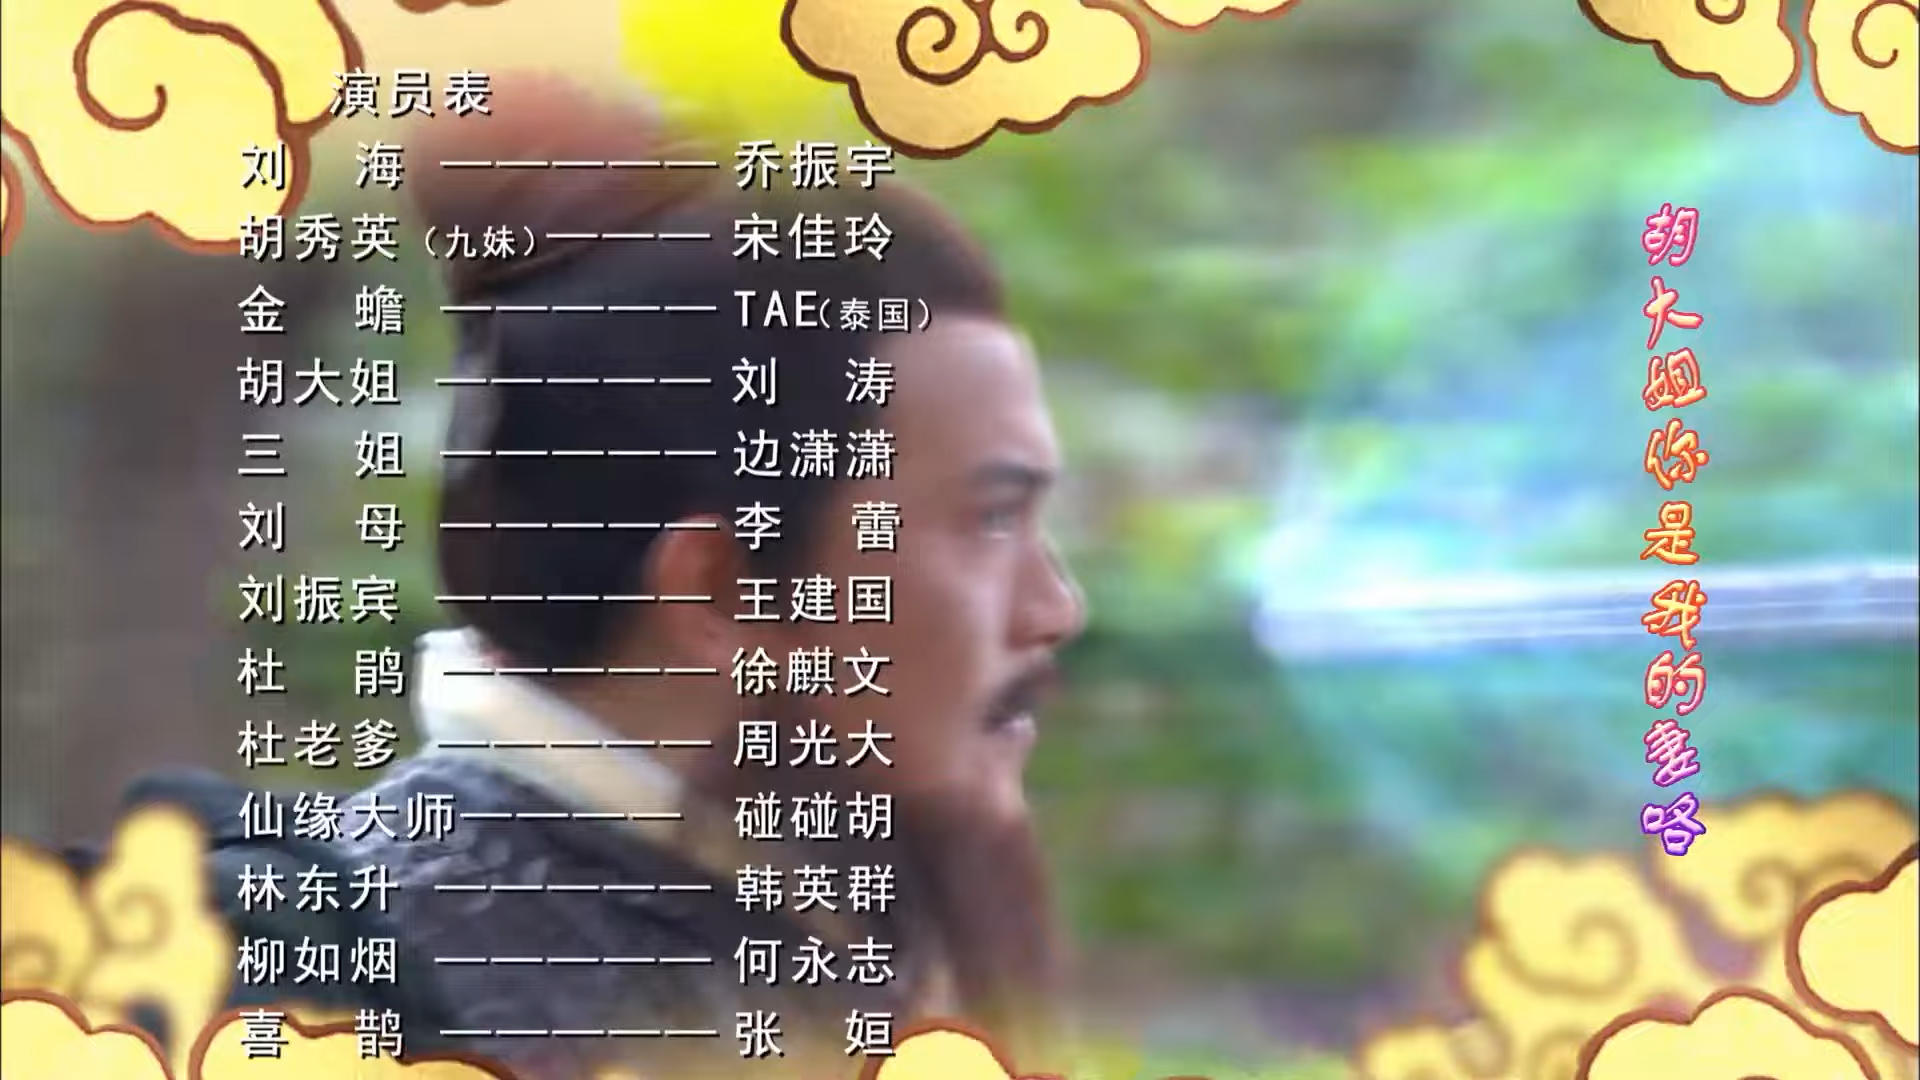 演员表
刘 海 ————— 乔振宇
胡秀英（九妹）——— 宋佳玲
金 蟾 ————— TAE（泰国）
胡大姐 ————— 刘 涛
三 姐 ————— 边潇潇
刘 母 ————— 李 蕾
刘振宾 ————— 王建国
杜 鹃 ————— 徐麒文
杜老爹 ————— 周光大
仙缘大师———— 碰碰胡
林东升 ————— 韩英群
柳如烟 ————— 何永志
喜 鹊 ————— 张 姮
胡大姐你是我的妻咯